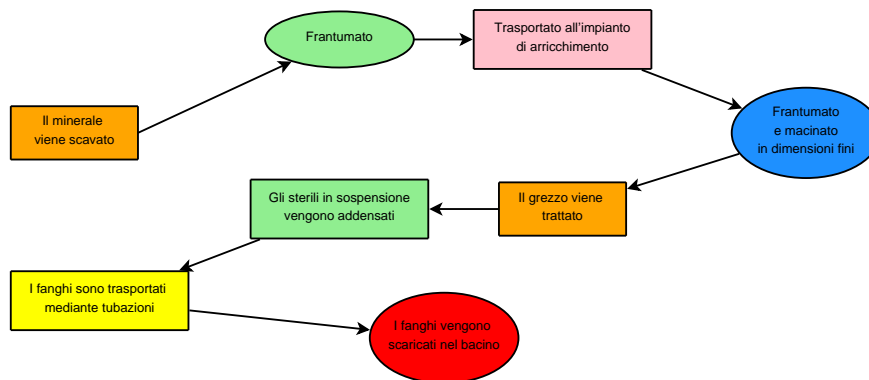 Frantumato
Trasportato all'impianto
di arricchimento
Il minerale
viene scavato
Frantumato
e macinato
in dimensioni fini
Gli sterili in sospensione
vengono addensati
Il grezzo viene
trattato
I fanghi sono trasportati
mediante tubazioni
I fanghi vengono
scaricati nel bacino